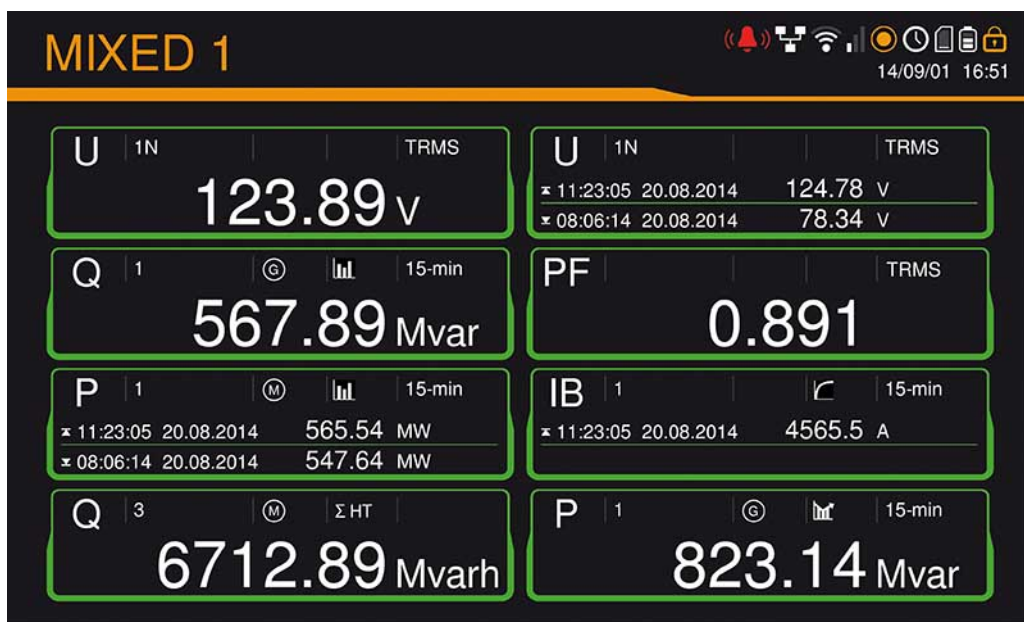 MIXED 1
14/09/01 16:51
U 1N TRMS
123.89 V
U 1N TRMS
11:23:05 20.08.2014 124.78 V
08:06:14 20.08.2014 78.34 V
Q 1 G 15-min
567.89 Mvar
PF TRMS
0.891
P 1 M 15-min
11:23:05 20.08.2014 565.54 MW
08:06:14 20.08.2014 547.64 MW
IB 1 15-min
11:23:05 20.08.2014 4565.5 A
Q 3 M Σ HT
6712.89 Mvarh
P 1 G 15-min
823.14 Mvar